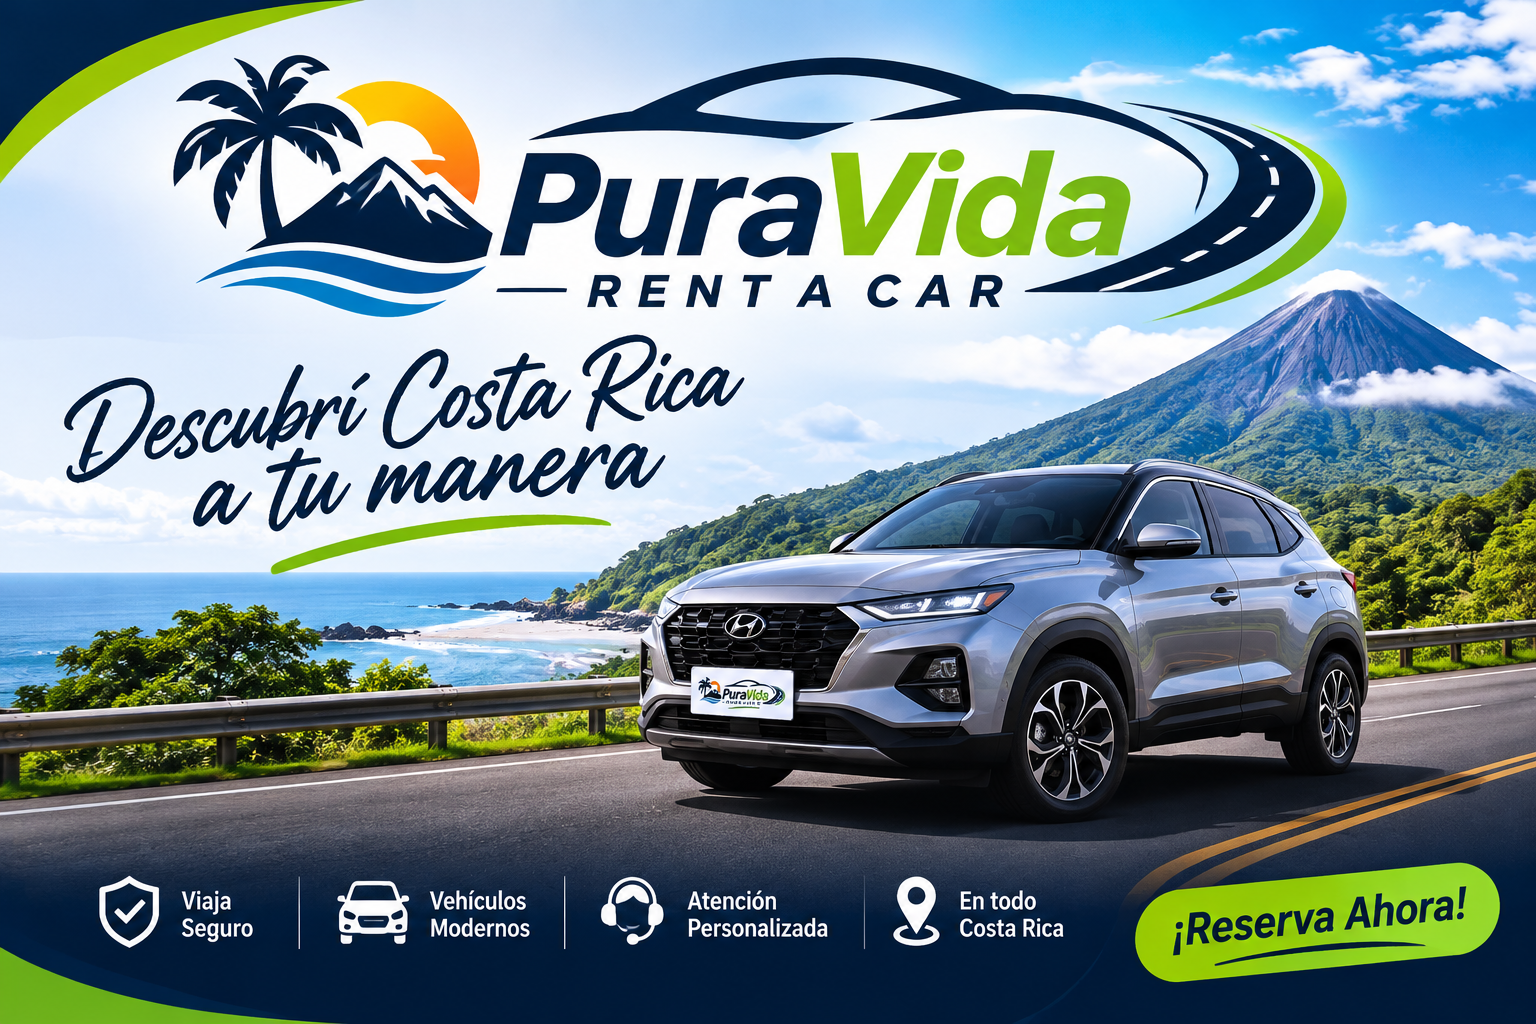 PuraVida
RENT A CAR
Descubrí Costa Rica
a tu manera
PuraVida
Viaja
Seguro
Vehículos
Modernos
Atención
Personalizada
En todo
Costa Rica
¡Reserva Ahora!